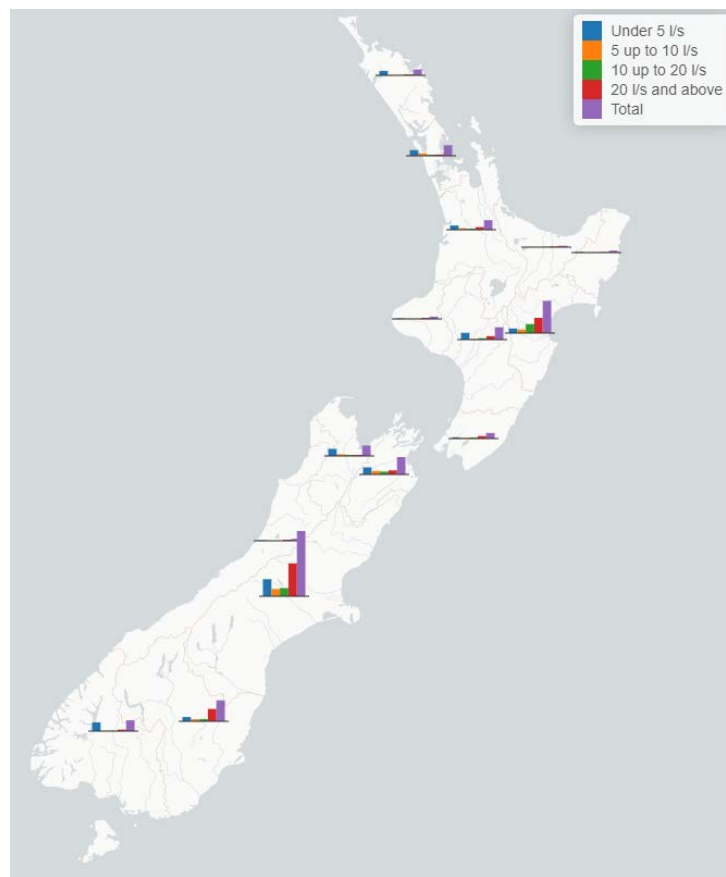 Under 5 l/s
5 up to 10 l/s
10 up to 20 l/s
20 l/s and above
Total